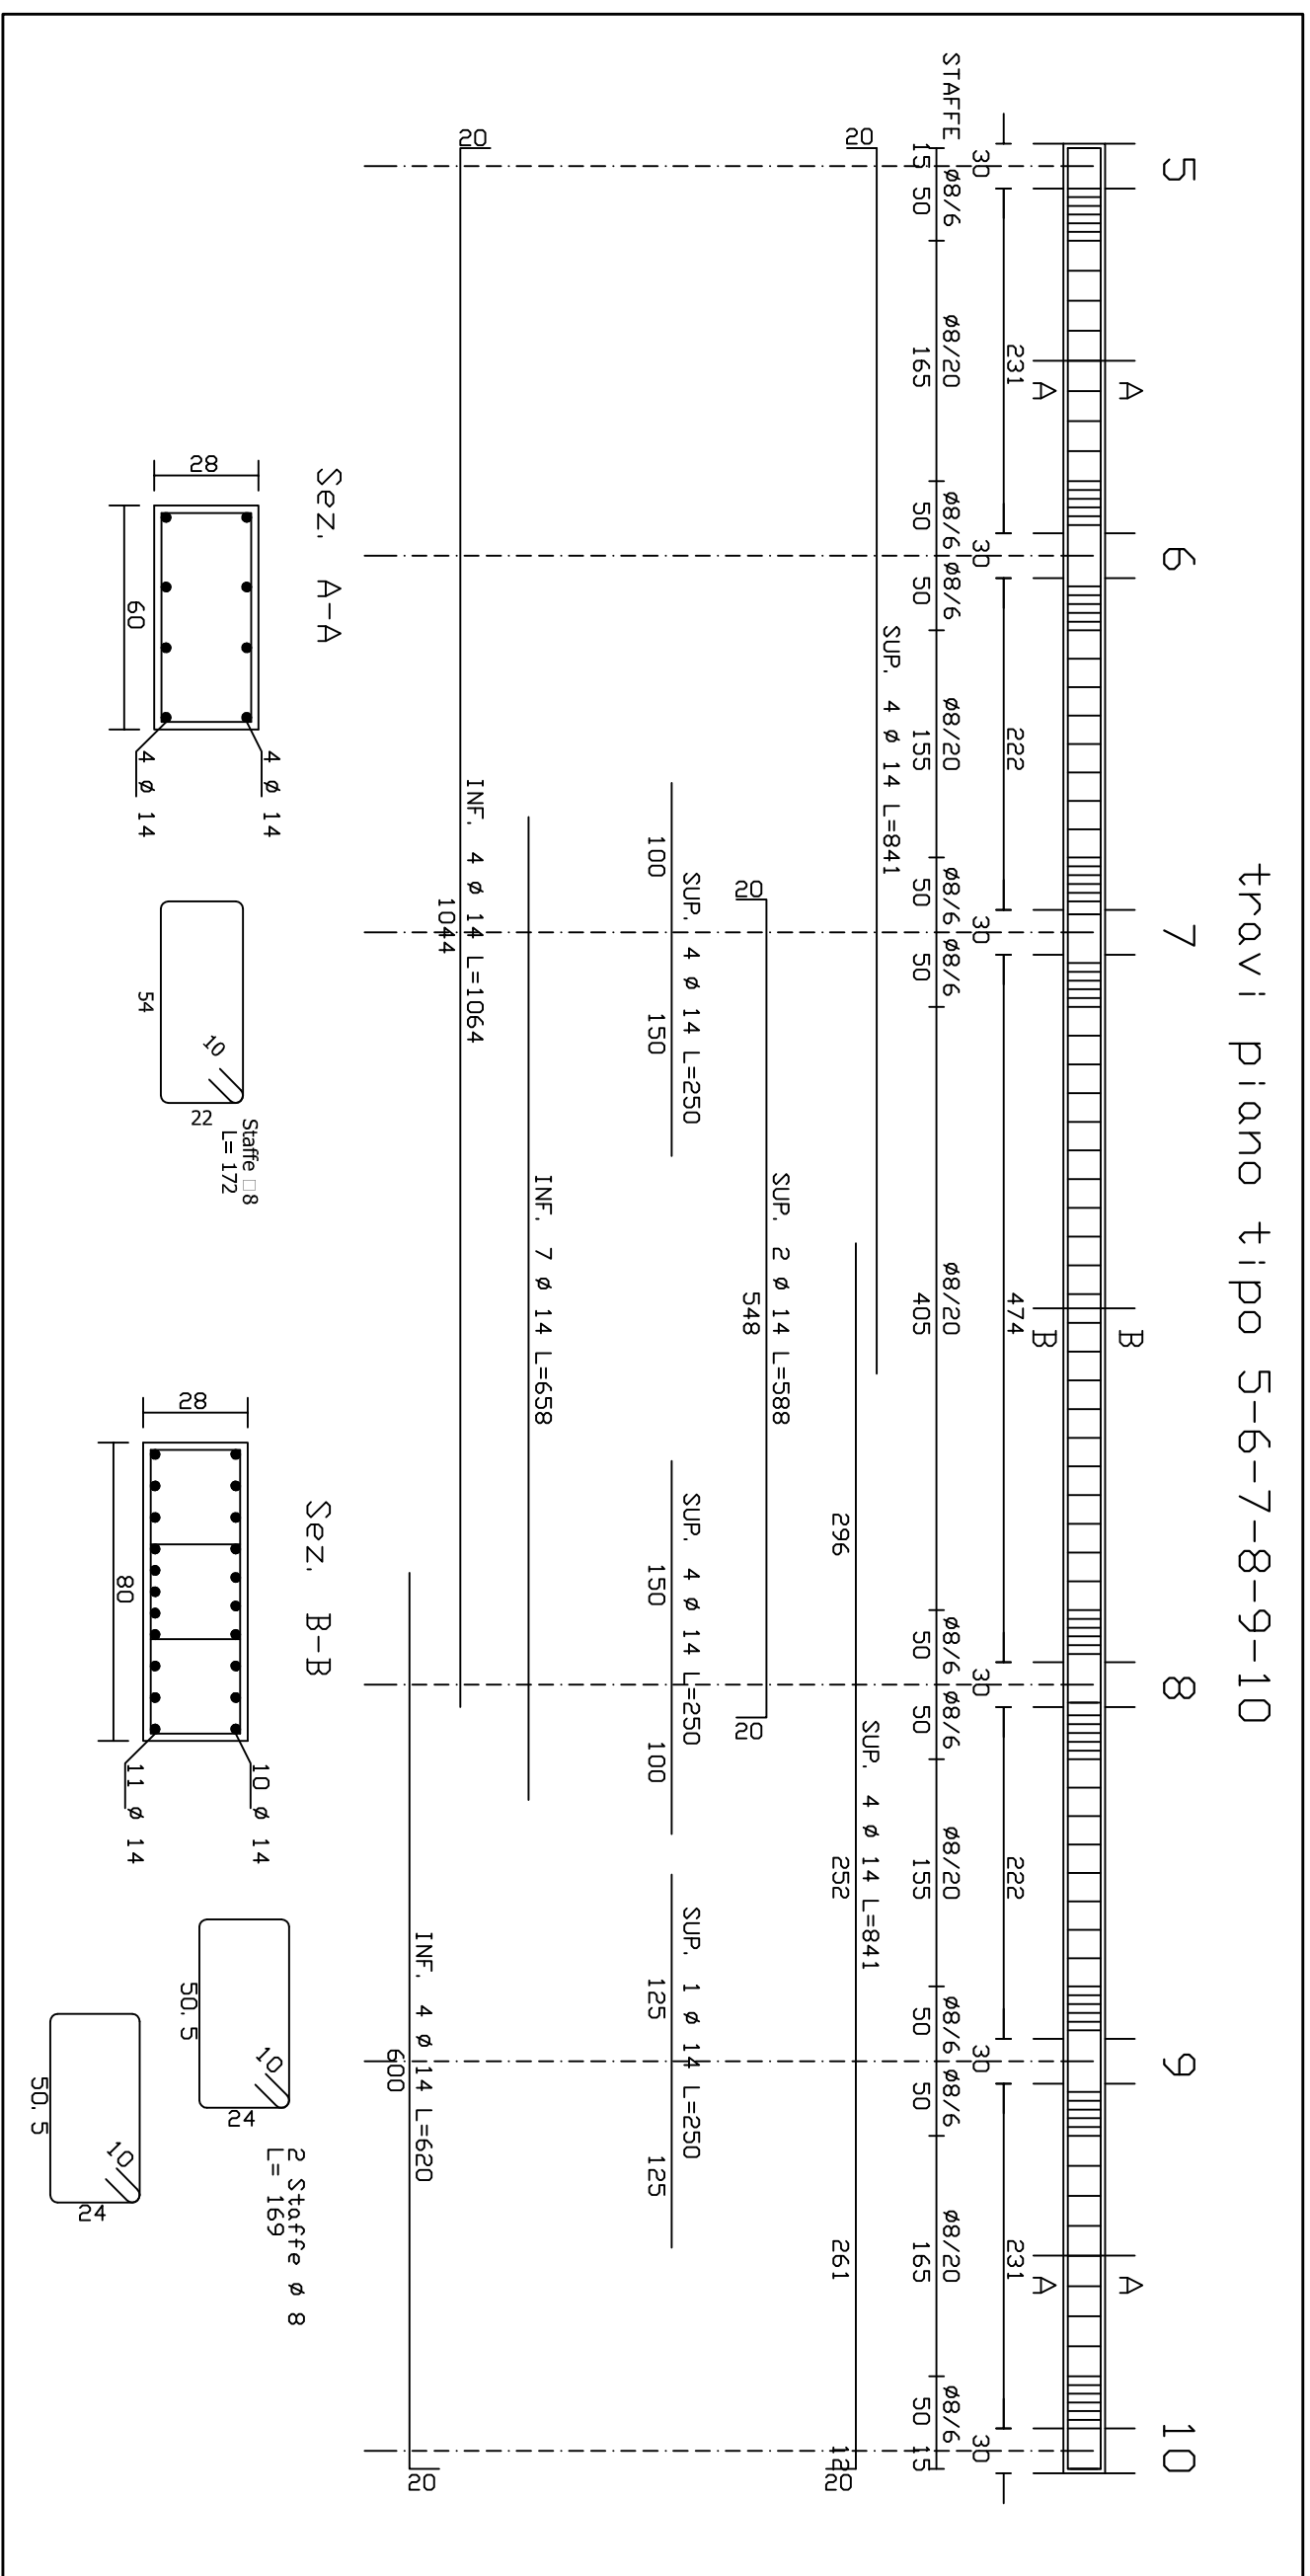 travi piano tipo 5-6-7-8-9-10
5 6 7 8 9 10
A A B B A A
231 222 474 222 231
30 30 30 30 30 30
STAFFE ø8/6 ø8/20 ø8/6 ø8/6 ø8/20 ø8/6 ø8/6 ø8/20 ø8/6 ø8/6 ø8/20 ø8/6 ø8/6 ø8/20 ø8/6
15 50 165 50 50 155 50 50 405 50 50 155 50 50 165 50 15
SUP. 4 ø 14 L=841
20
SUP. 4 ø 14 L=841
296 252 261 12
20
SUP. 2 ø 14 L=588
20 548 20
SUP. 4 ø 14 L=250
100 150
SUP. 4 ø 14 L=250
150 100
SUP. 1 ø 14 L=250
125 125
INF. 7 ø 14 L=658
INF. 4 ø 14 L=1064
20 1044
INF. 4 ø 14 L=620
600 20
Sez. A-A
28
60
4 ø 14
4 ø 14
Staffe □8
L= 172
10
22
54
Sez. B-B
28
80
10 ø 14
11 ø 14
2 Staffe ø 8
L= 169
10
24
50.5
10
24
50.5